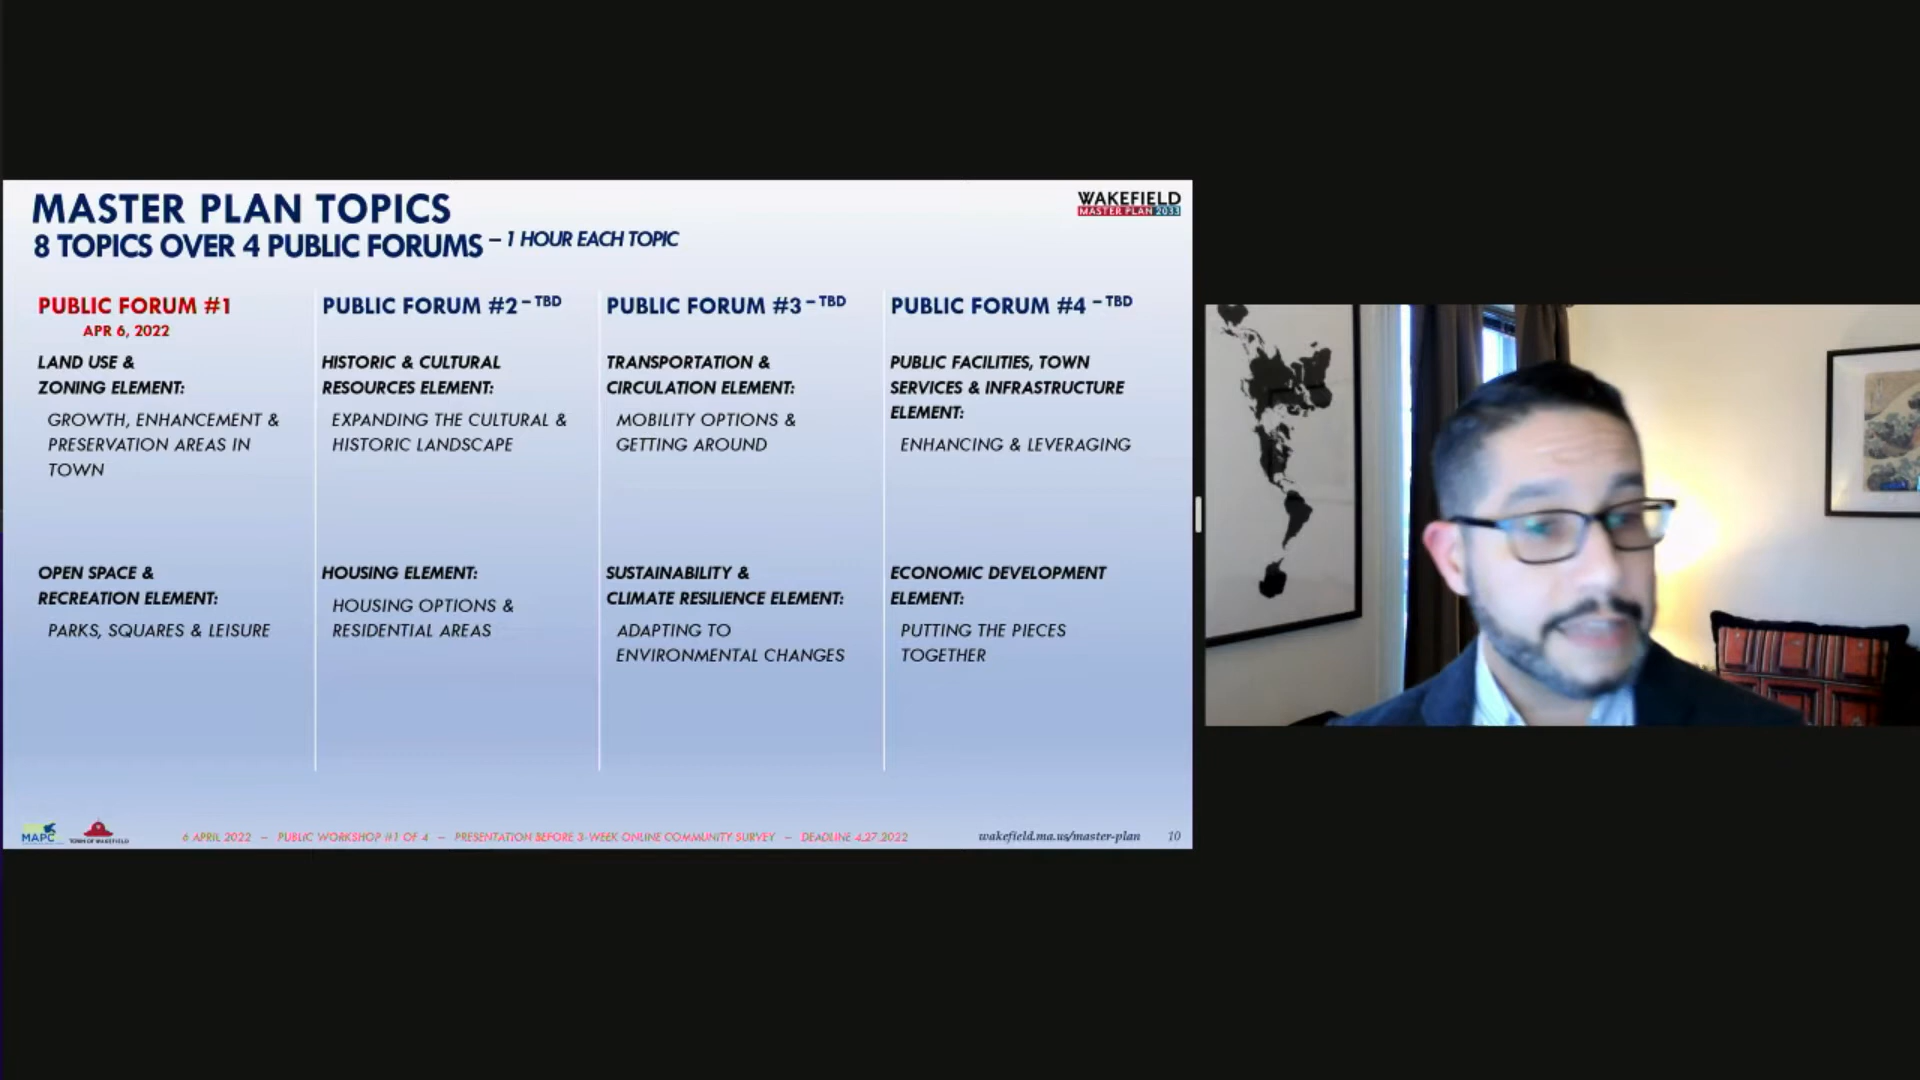 MASTER PLAN TOPICS
8 TOPICS OVER 4 PUBLIC FORUMS – 1 HOUR EACH TOPIC
WAKEFIELD
MASTER PLAN 2033
PUBLIC FORUM #1
APR 6, 2022
LAND USE &
ZONING ELEMENT:
GROWTH, ENHANCEMENT &
PRESERVATION AREAS IN
TOWN
OPEN SPACE &
RECREATION ELEMENT:
PARKS, SQUARES & LEISURE
PUBLIC FORUM #2 – TBD
HISTORIC & CULTURAL
RESOURCES ELEMENT:
EXPANDING THE CULTURAL &
HISTORIC LANDSCAPE
HOUSING ELEMENT:
HOUSING OPTIONS &
RESIDENTIAL AREAS
PUBLIC FORUM #3 – TBD
TRANSPORTATION &
CIRCULATION ELEMENT:
MOBILITY OPTIONS &
GETTING AROUND
SUSTAINABILITY &
CLIMATE RESILIENCE ELEMENT:
ADAPTING TO
ENVIRONMENTAL CHANGES
PUBLIC FORUM #4 – TBD
PUBLIC FACILITIES, TOWN
SERVICES & INFRASTRUCTURE
ELEMENT:
ENHANCING & LEVERAGING
ECONOMIC DEVELOPMENT
ELEMENT:
PUTTING THE PIECES
TOGETHER
MAPC
TOWN OF WAKEFIELD
6 APRIL 2022 – PUBLIC WORKSHOP #1 OF 4 – PRESENTATION BEFORE 3-WEEK ONLINE COMMUNITY SURVEY – DEADLINE 4.27.2022
wakefield.ma.us/master-plan 10